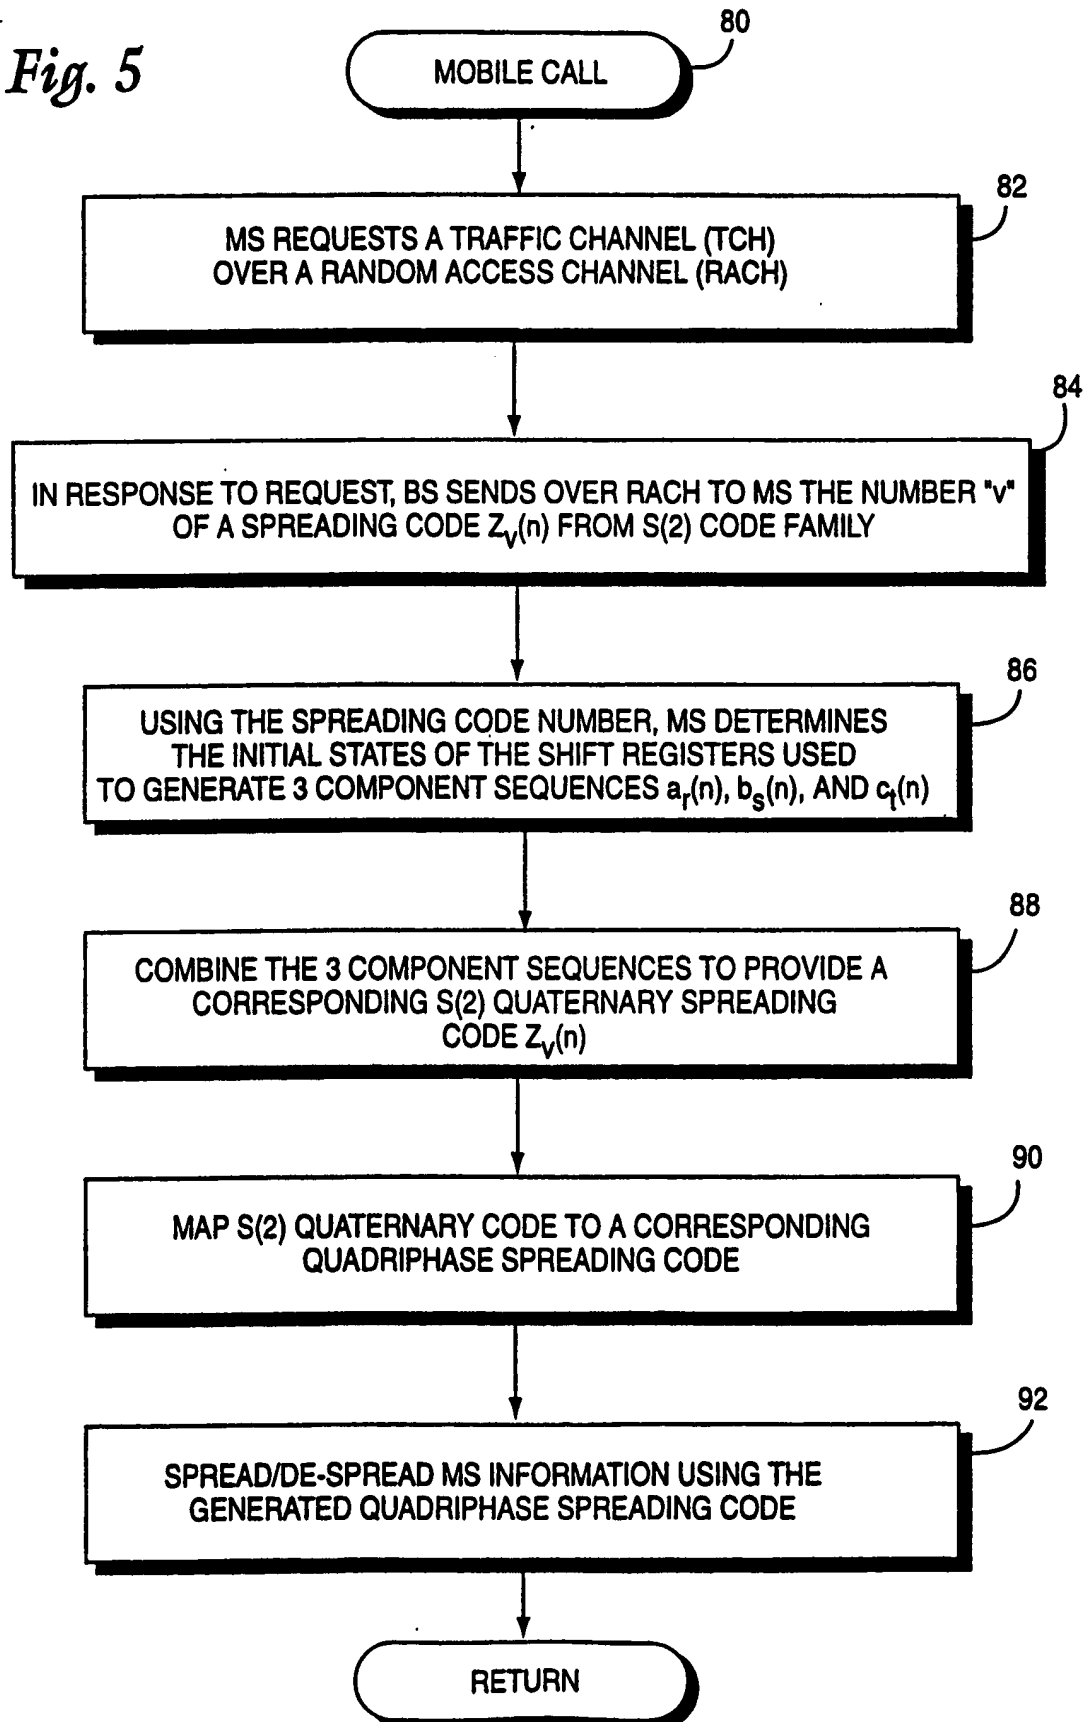 Fig. 5
80
MOBILE CALL
82
MS REQUESTS A TRAFFIC CHANNEL (TCH)
OVER A RANDOM ACCESS CHANNEL (RACH)
84
IN RESPONSE TO REQUEST, BS SENDS OVER RACH TO MS THE NUMBER "v"
OF A SPREADING CODE Zv(n) FROM S(2) CODE FAMILY
86
USING THE SPREADING CODE NUMBER, MS DETERMINES
THE INITIAL STATES OF THE SHIFT REGISTERS USED
TO GENERATE 3 COMPONENT SEQUENCES ar(n), bs(n), AND ct(n)
88
COMBINE THE 3 COMPONENT SEQUENCES TO PROVIDE A
CORRESPONDING S(2) QUATERNARY SPREADING
CODE Zv(n)
90
MAP S(2) QUATERNARY CODE TO A CORRESPONDING
QUADRIPHASE SPREADING CODE
92
SPREAD/DE-SPREAD MS INFORMATION USING THE
GENERATED QUADRIPHASE SPREADING CODE
RETURN